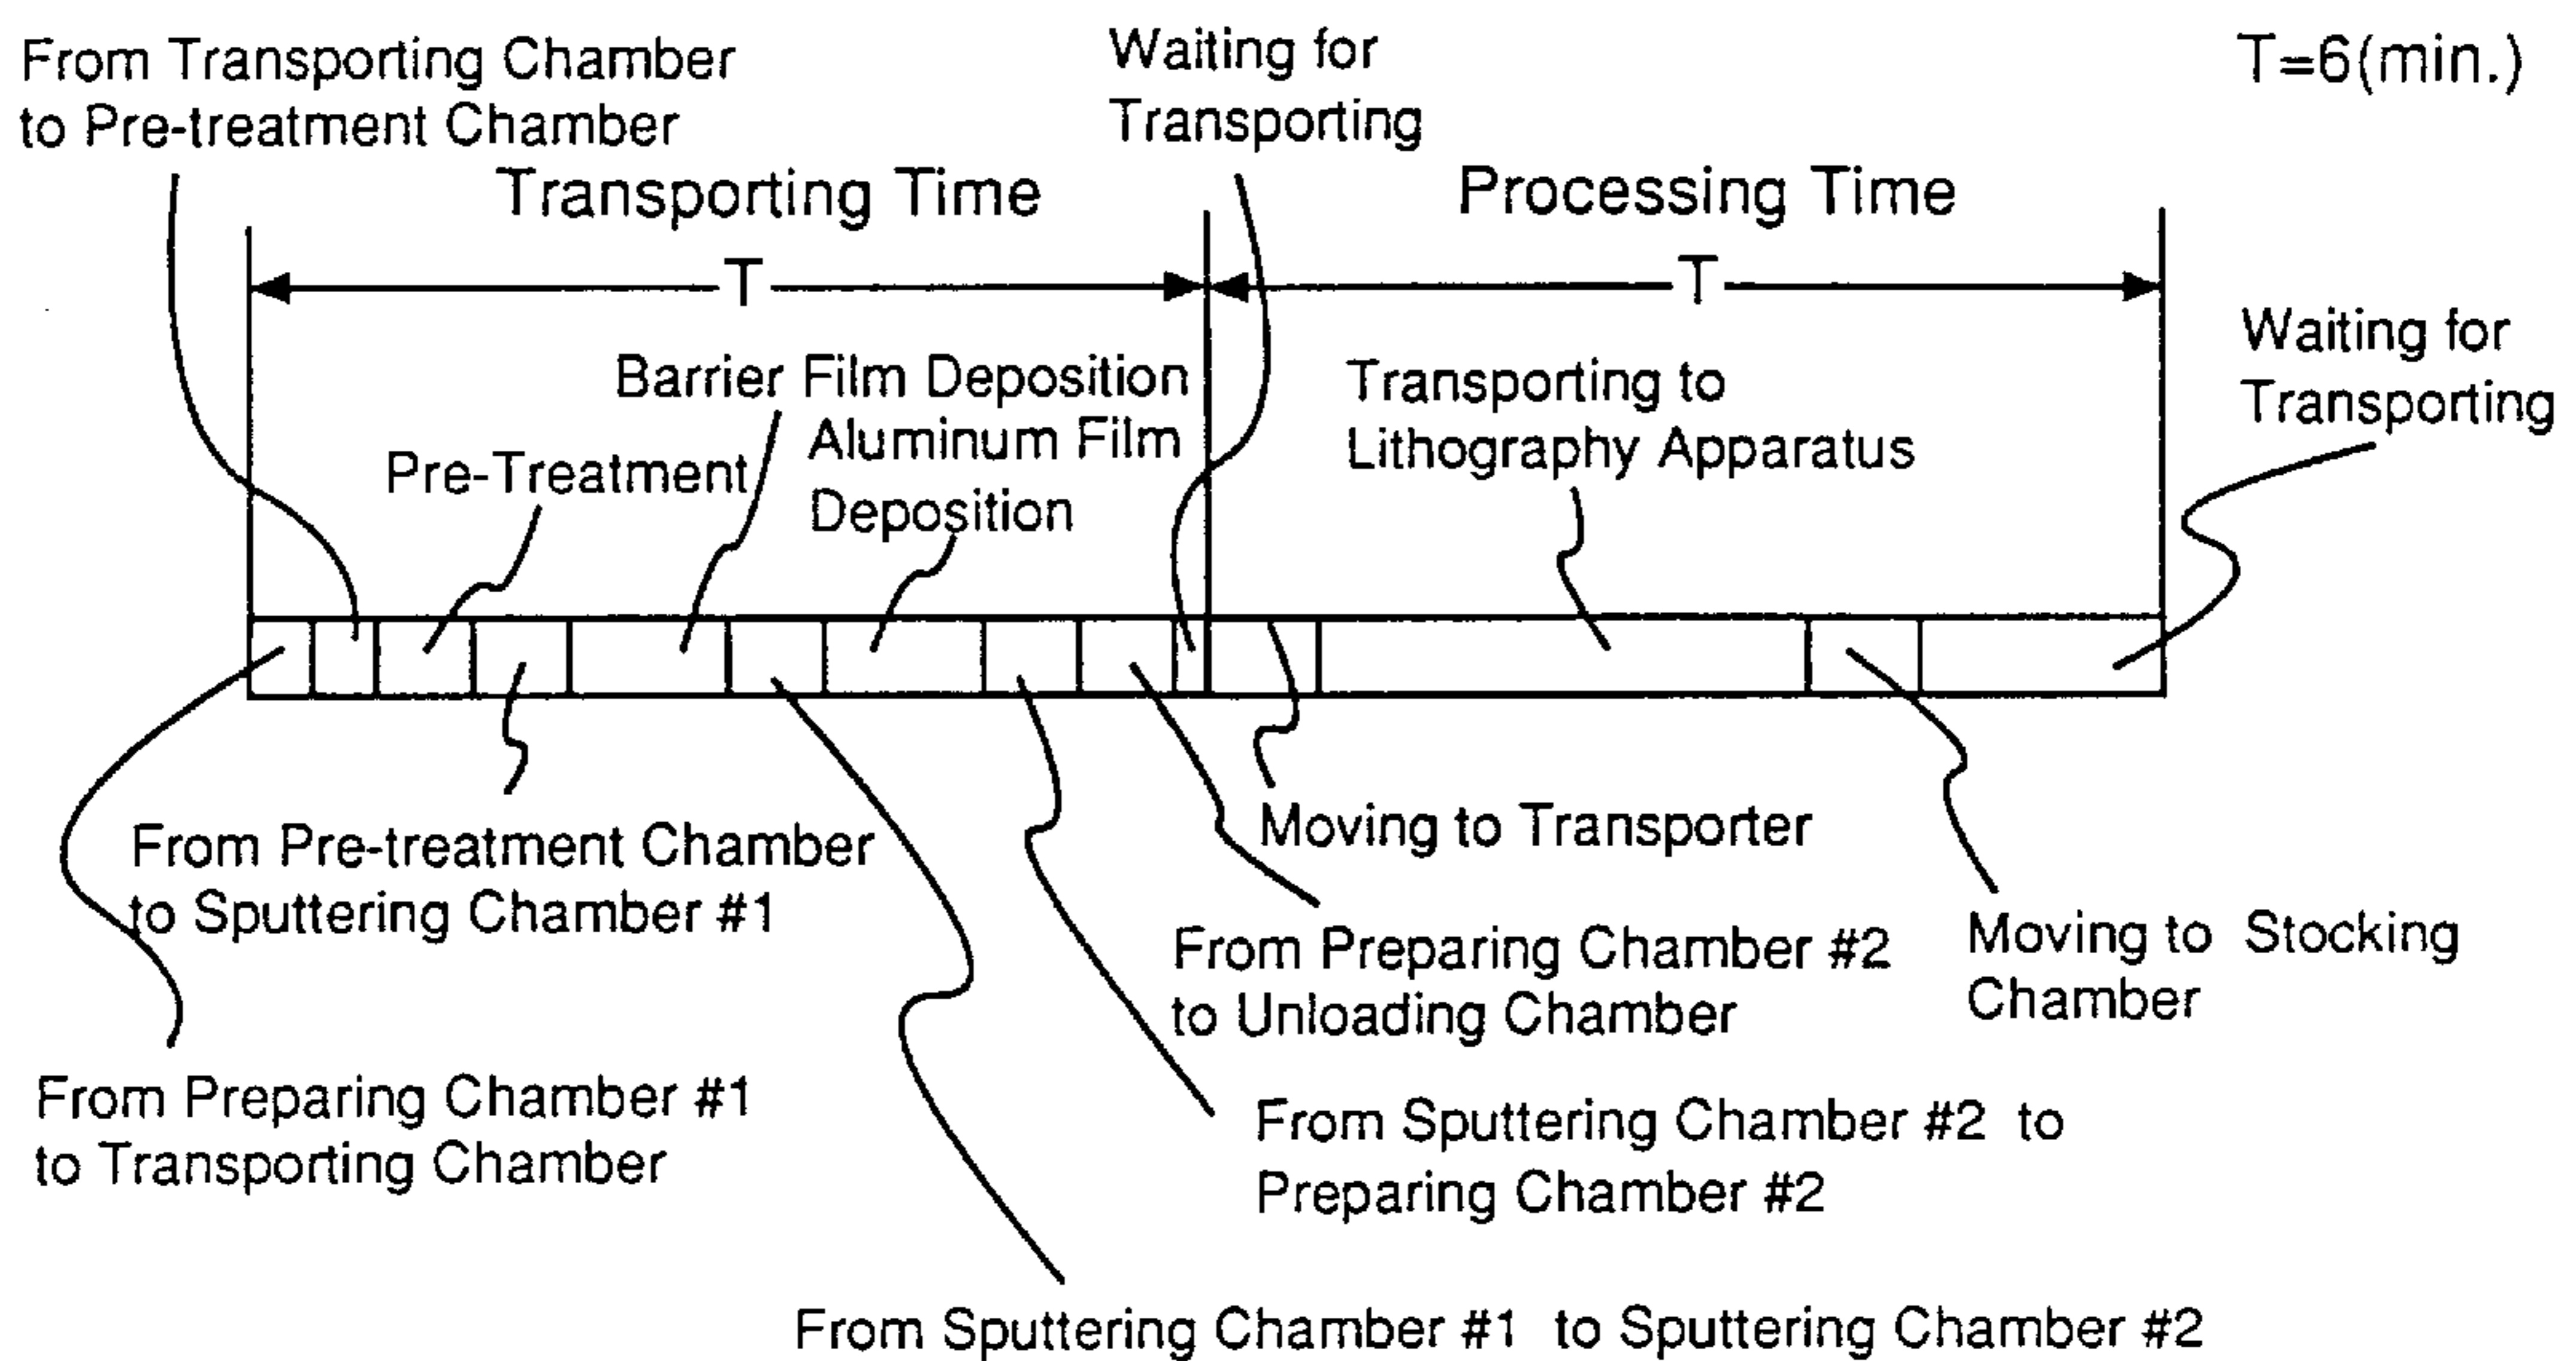 From Transporting Chamber
to Pre-treatment Chamber
Waiting for
Transporting
T=6(min.)
Transporting Time
Processing Time
T
T
Barrier Film Deposition
Aluminum Film
Deposition
Pre-Treatment
Transporting to
Lithography Apparatus
Waiting for
Transporting
From Pre-treatment Chamber
to Sputtering Chamber #1
Moving to Transporter
From Preparing Chamber #2
to Unloading Chamber
Moving to Stocking
Chamber
From Preparing Chamber #1
to Transporting Chamber
From Sputtering Chamber #2 to
Preparing Chamber #2
From Sputtering Chamber #1 to Sputtering Chamber #2